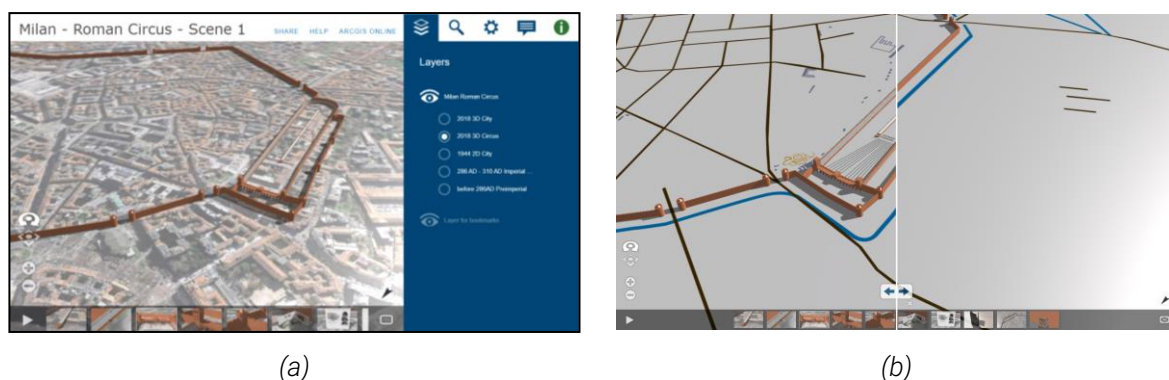 Milan - Roman Circus - Scene 1
SHARE HELP ARCGIS ONLINE
Layers
Milan Roman Circus
2018 3D City
2018 3D Circus
1944 2D City
286 AD - 310 AD Imperial ...
before 286AD Preimperial
Layer for bookmarks
(a)
(b)